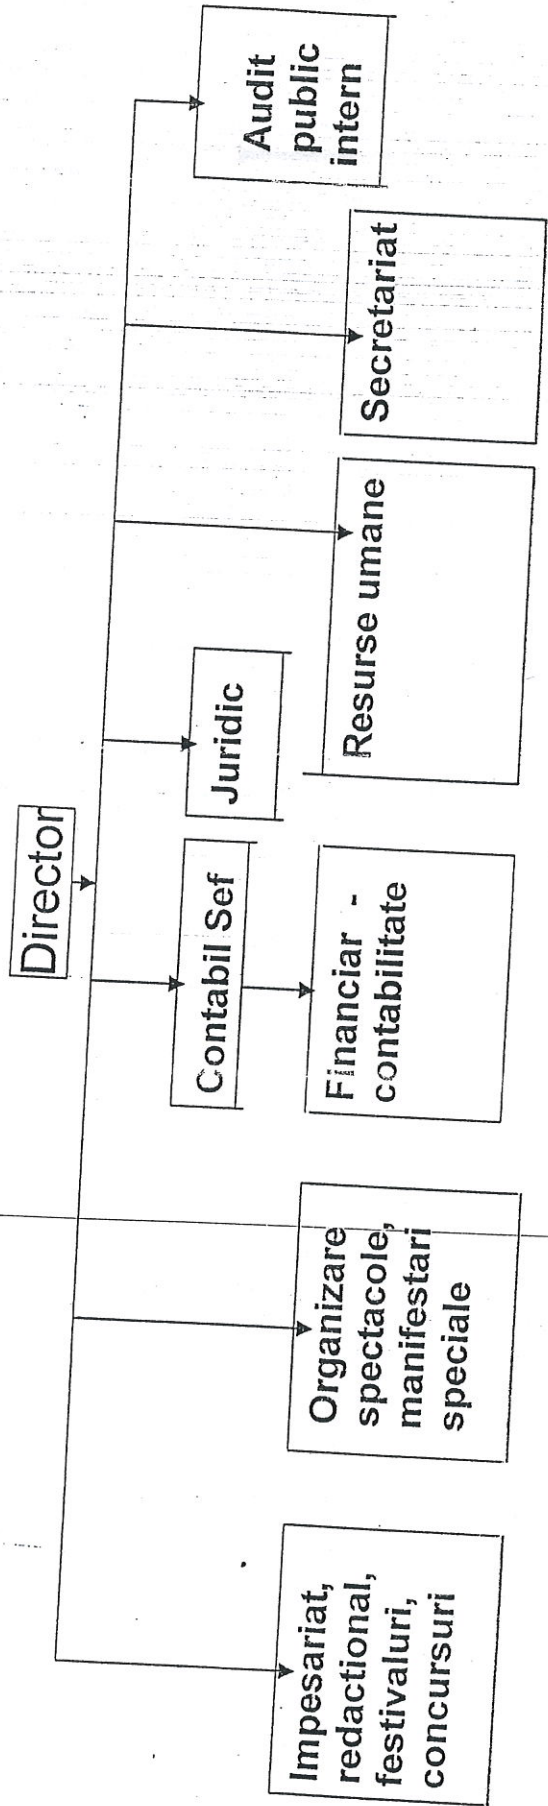 Director
Impesariat,
redactional,
festivaluri,
concursuri
Organizare
spectacole,
manifestari
speciale
Contabil Sef
Financiar -
contabilitate
Juridic
Resurse umane
Secretariat
Audit
public
intern